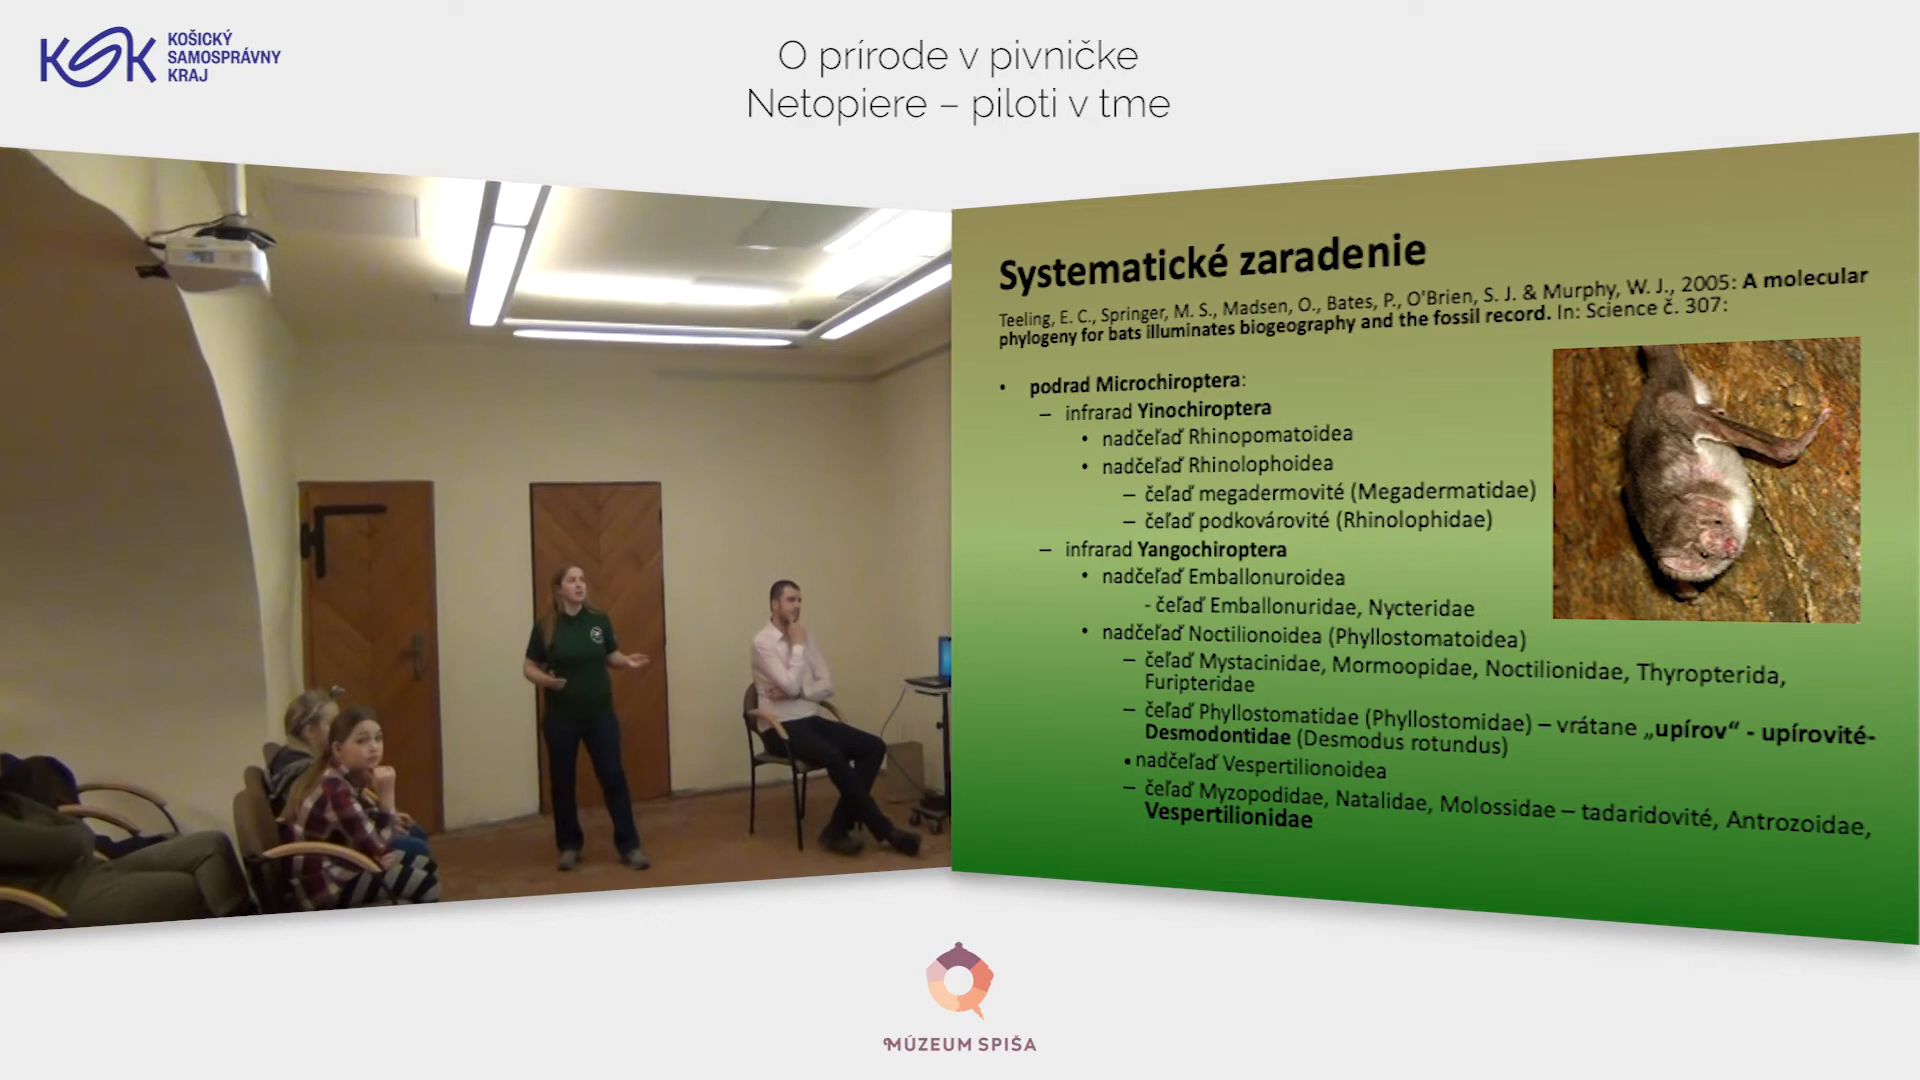 KSK KOŠICKÝ
SAMOSPRÁVNY
KRAJ
O prírode v pivničke
Netopiere – piloti v tme
Systematické zaradenie
Teeling, E. C., Springer, M. S., Madsen, O., Bates, P., O'Brien, S. J. & Murphy, W. J., 2005: A molecular
phylogeny for bats illuminates biogeography and the fossil record. In: Science č. 307:
• podrad Microchiroptera:
– infrarad Yinochiroptera
• nadčeľaď Rhinopomatoidea
• nadčeľaď Rhinolophoidea
– čeľaď megadermovité (Megadermatidae)
– čeľaď podkovárovité (Rhinolophidae)
– infrarad Yangochiroptera
• nadčeľaď Emballonuroidea
- čeľaď Emballonuridae, Nycteridae
• nadčeľaď Noctilionoidea (Phyllostomatoidea)
– čeľaď Mystacinidae, Mormoopidae, Noctilionidae, Thyropterida,
Furipteridae
– čeľaď Phyllostomatidae (Phyllostomidae) – vrátane „upírov“ - upírovité-
Desmodontidae (Desmodus rotundus)
• nadčeľaď Vespertilionoidea
– čeľaď Myzopodidae, Natalidae, Molossidae – tadaridovité, Antrozoidae,
Vespertilionidae
MÚZEUM SPIŠA